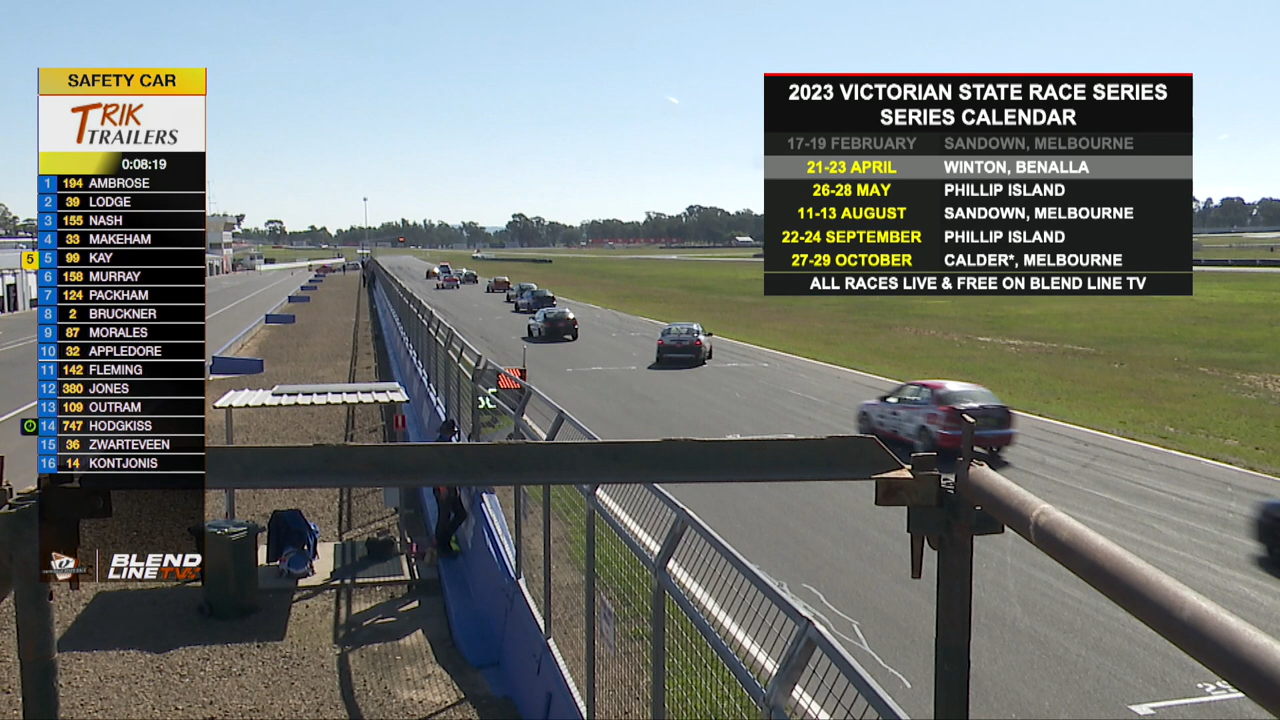 SAFETY CAR
TRIK
TRAILERS
0:08:19
1 194 AMBROSE
2 39 LODGE
3 155 NASH
4 33 MAKEHAM
5 5 99 KAY
6 158 MURRAY
7 124 PACKHAM
8 2 BRUCKNER
9 87 MORALES
10 32 APPLEDORE
11 142 FLEMING
12 380 JONES
13 109 OUTRAM
14 747 HODGKISS
15 36 ZWARTEVEEN
16 14 KONTJONIS
BLEND
LINE TV
2023 VICTORIAN STATE RACE SERIES
SERIES CALENDAR
17-19 FEBRUARY SANDOWN, MELBOURNE
21-23 APRIL WINTON, BENALLA
26-28 MAY PHILLIP ISLAND
11-13 AUGUST SANDOWN, MELBOURNE
22-24 SEPTEMBER PHILLIP ISLAND
27-29 OCTOBER CALDER*, MELBOURNE
ALL RACES LIVE & FREE ON BLEND LINE TV
SC